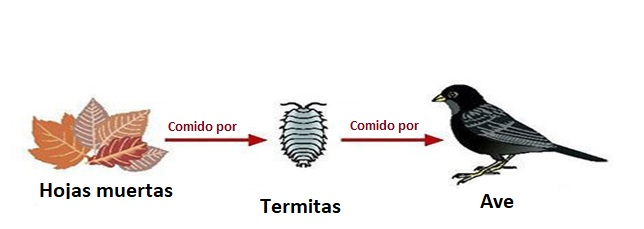 Comido por
Comido por
Hojas muertas
Termitas
Ave